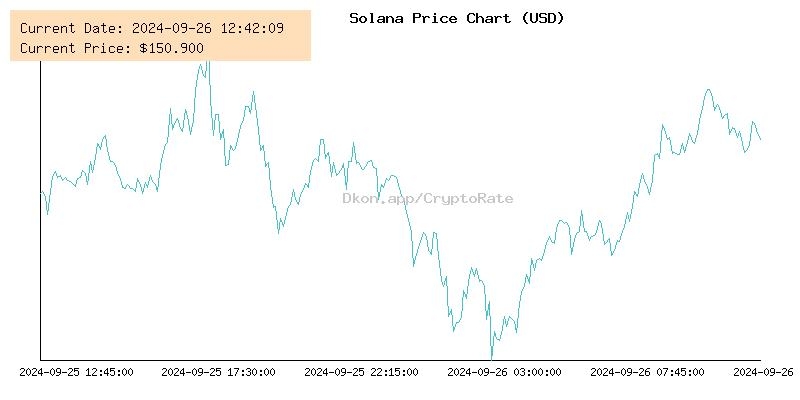 Solana Price Chart (USD)
Current Date: 2024-09-26 12:42:09
Current Price: $150.900
Dkon.app/CryptoRate
2024-09-25 12:45:00 2024-09-25 17:30:00 2024-09-25 22:15:00 2024-09-26 03:00:00 2024-09-26 07:45:00 2024-09-26